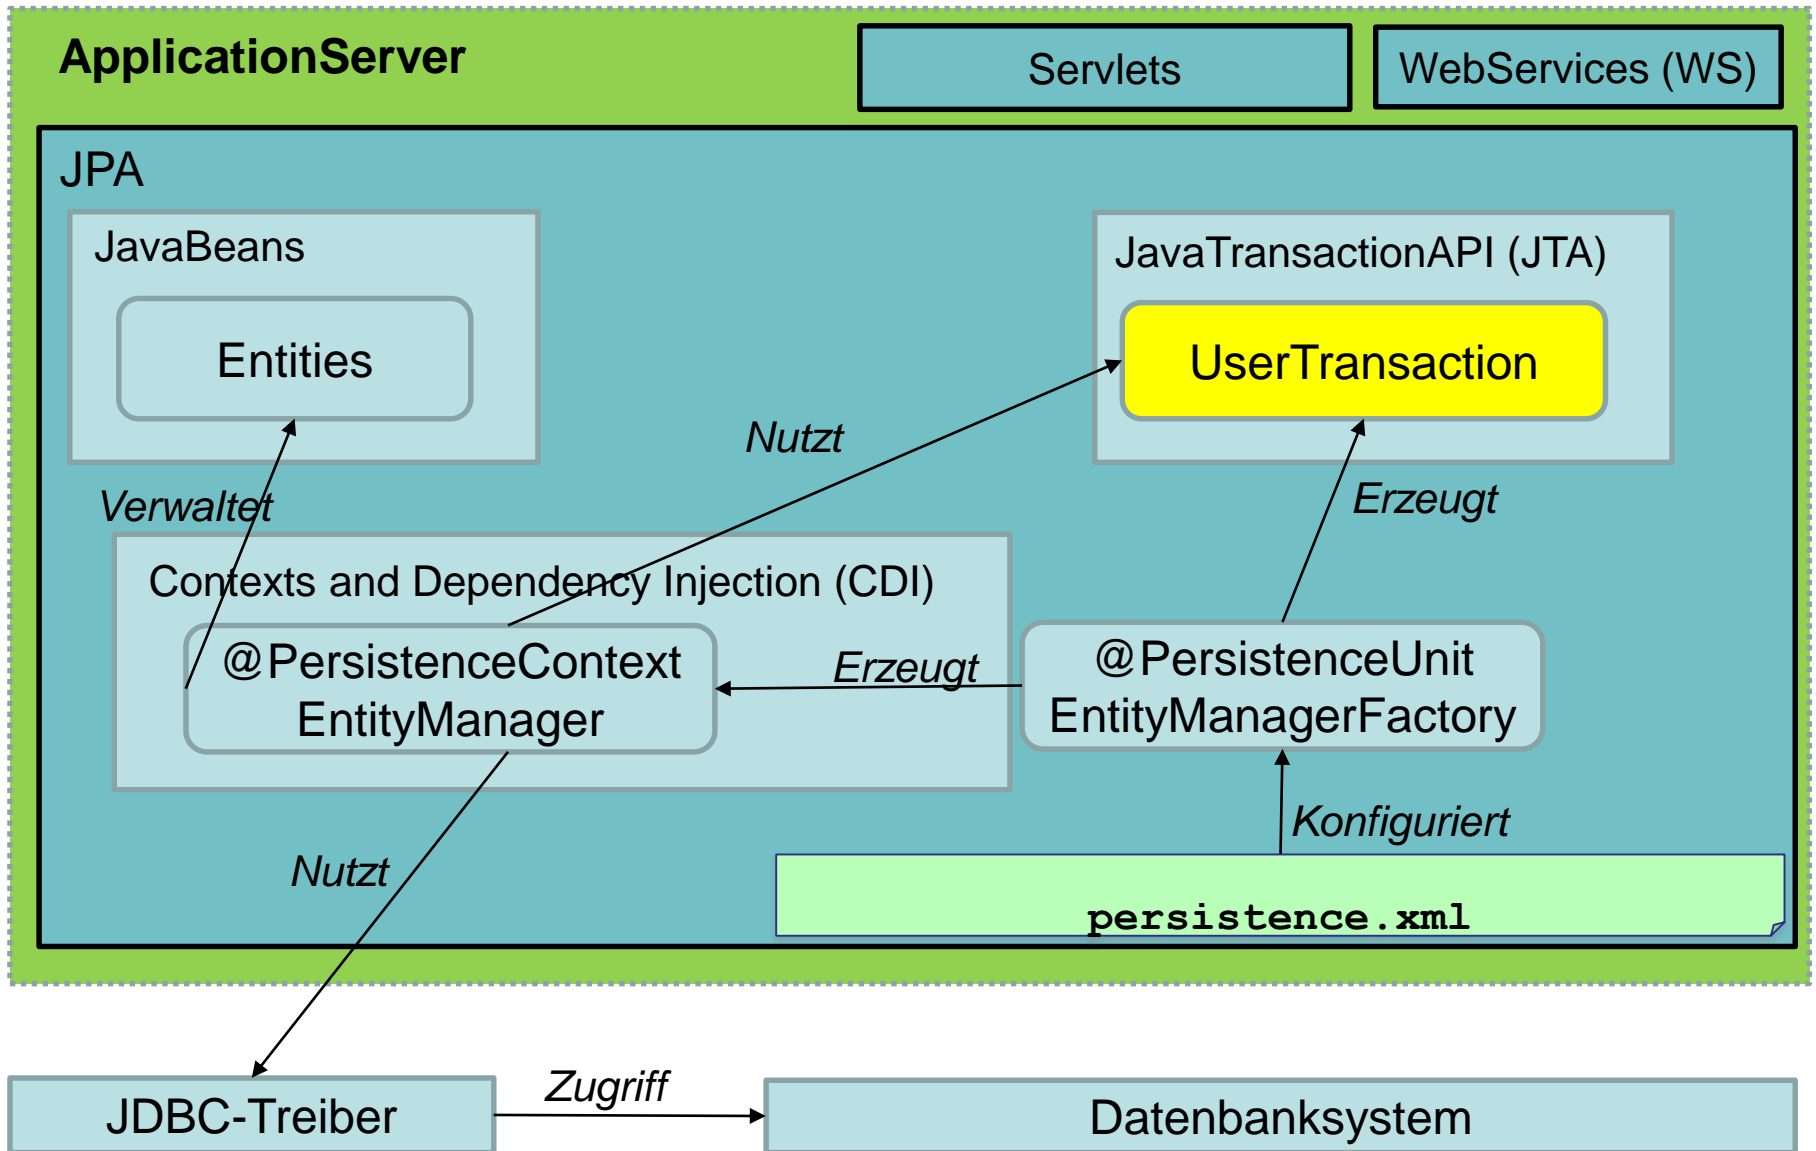 ApplicationServer
Servlets
WebServices (WS)
JPA
JavaBeans
JavaTransactionAPI (JTA)
Entities
UserTransaction
Nutzt
Verwaltet
Erzeugt
Contexts and Dependency Injection (CDI)
@PersistenceContext
EntityManager
Erzeugt
@PersistenceUnit
EntityManagerFactory
Konfiguriert
Nutzt
persistence.xml
Zugriff
JDBC-Treiber
Datenbanksystem